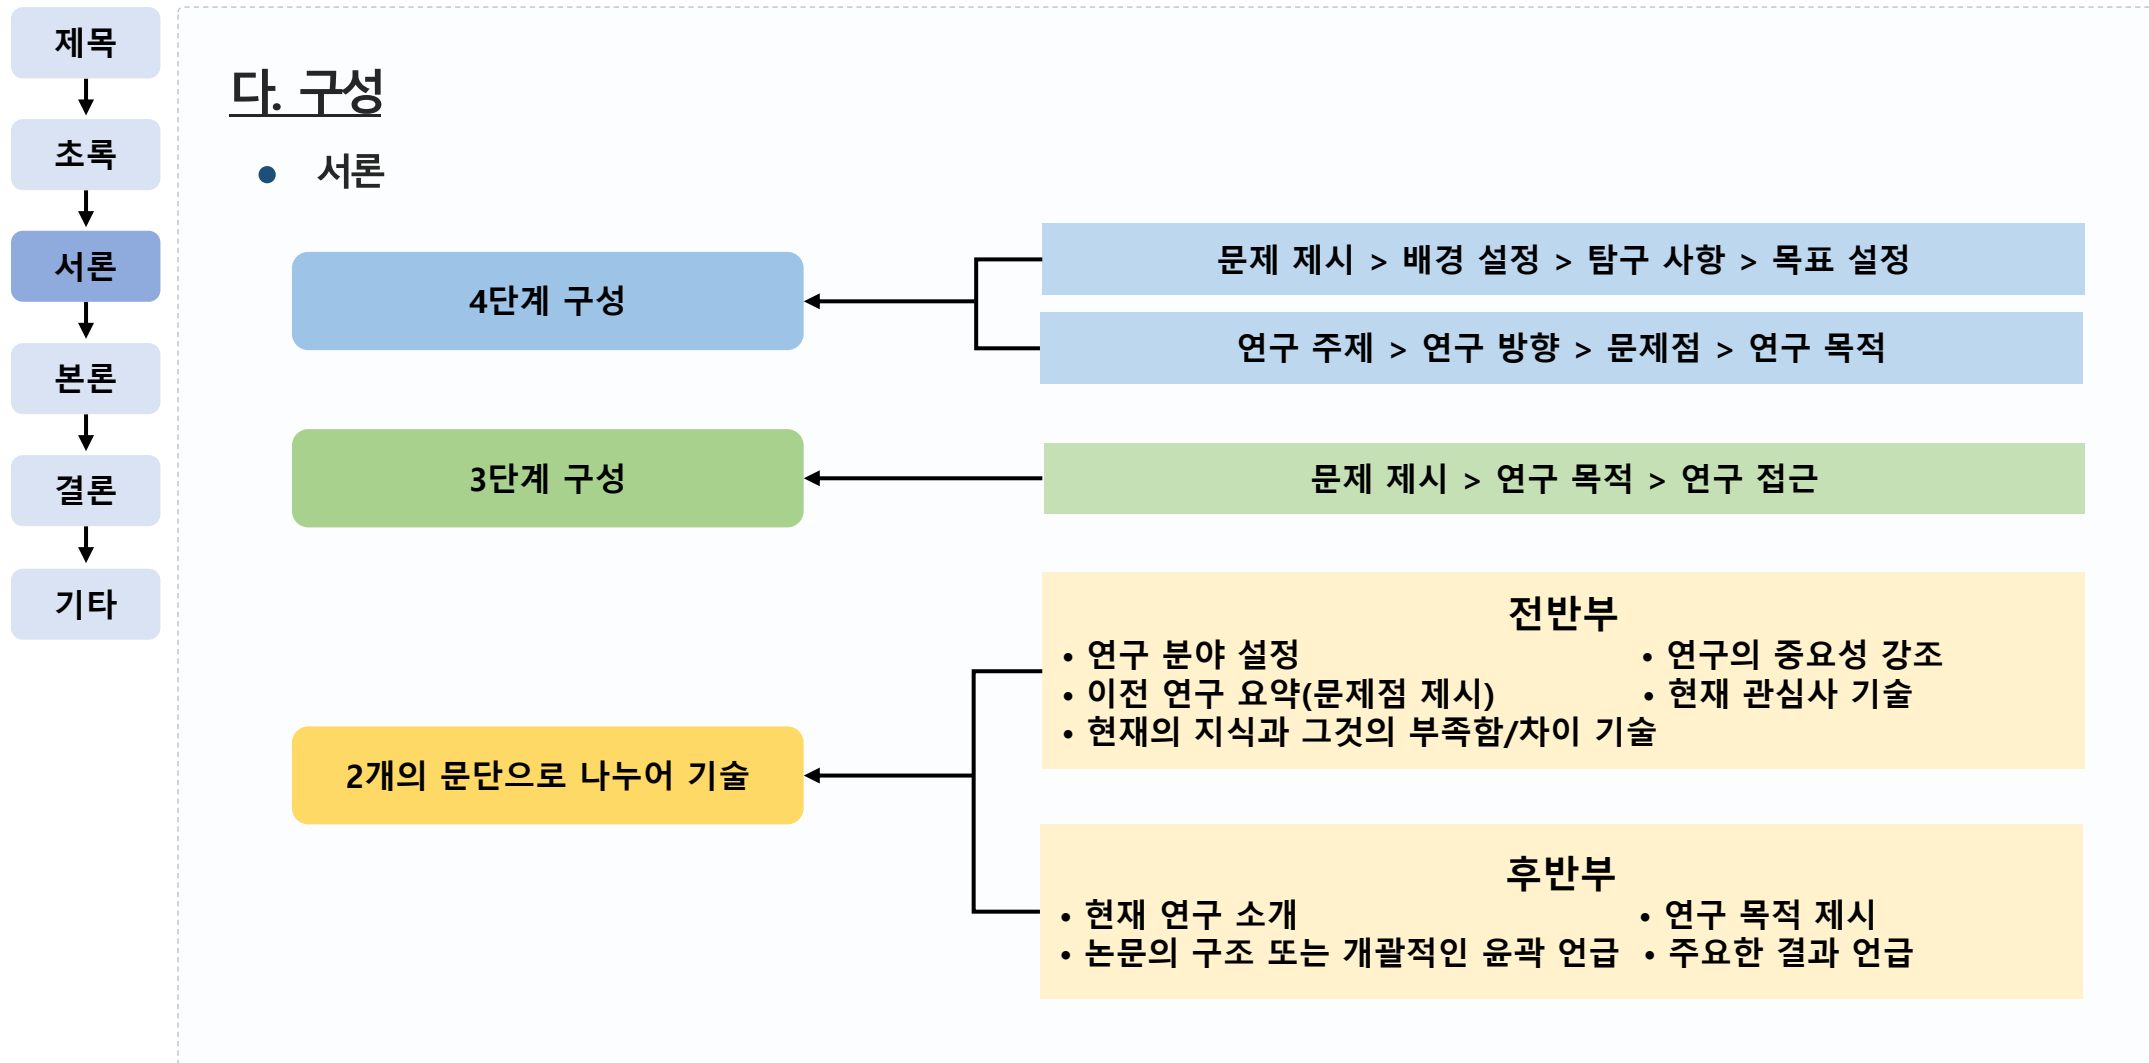 제목
초록
서론
본론
결론
기타
다. 구성
● 서론
4단계 구성
문제 제시 > 배경 설정 > 탐구 사항 > 목표 설정
연구 주제 > 연구 방향 > 문제점 > 연구 목적
3단계 구성
문제 제시 > 연구 목적 > 연구 접근
2개의 문단으로 나누어 기술
전반부
• 연구 분야 설정 • 연구의 중요성 강조
• 이전 연구 요약(문제점 제시) • 현재 관심사 기술
• 현재의 지식과 그것의 부족함/차이 기술
후반부
• 현재 연구 소개 • 연구 목적 제시
• 논문의 구조 또는 개괄적인 윤곽 언급 • 주요한 결과 언급